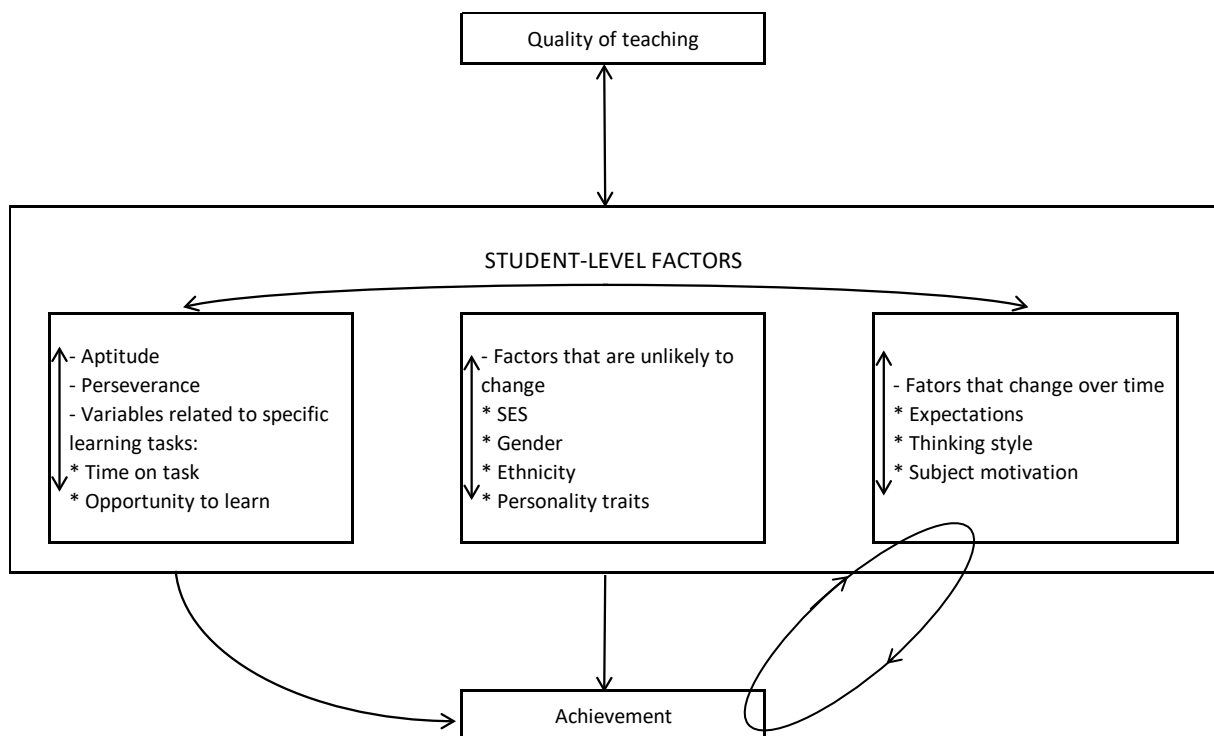 Quality of teaching
STUDENT-LEVEL FACTORS
- Aptitude
- Perseverance
- Variables related to specific
learning tasks:
* Time on task
* Opportunity to learn
- Factors that are unlikely to
change
* SES
* Gender
* Ethnicity
* Personality traits
- Fators that change over time
* Expectations
* Thinking style
* Subject motivation
Achievement